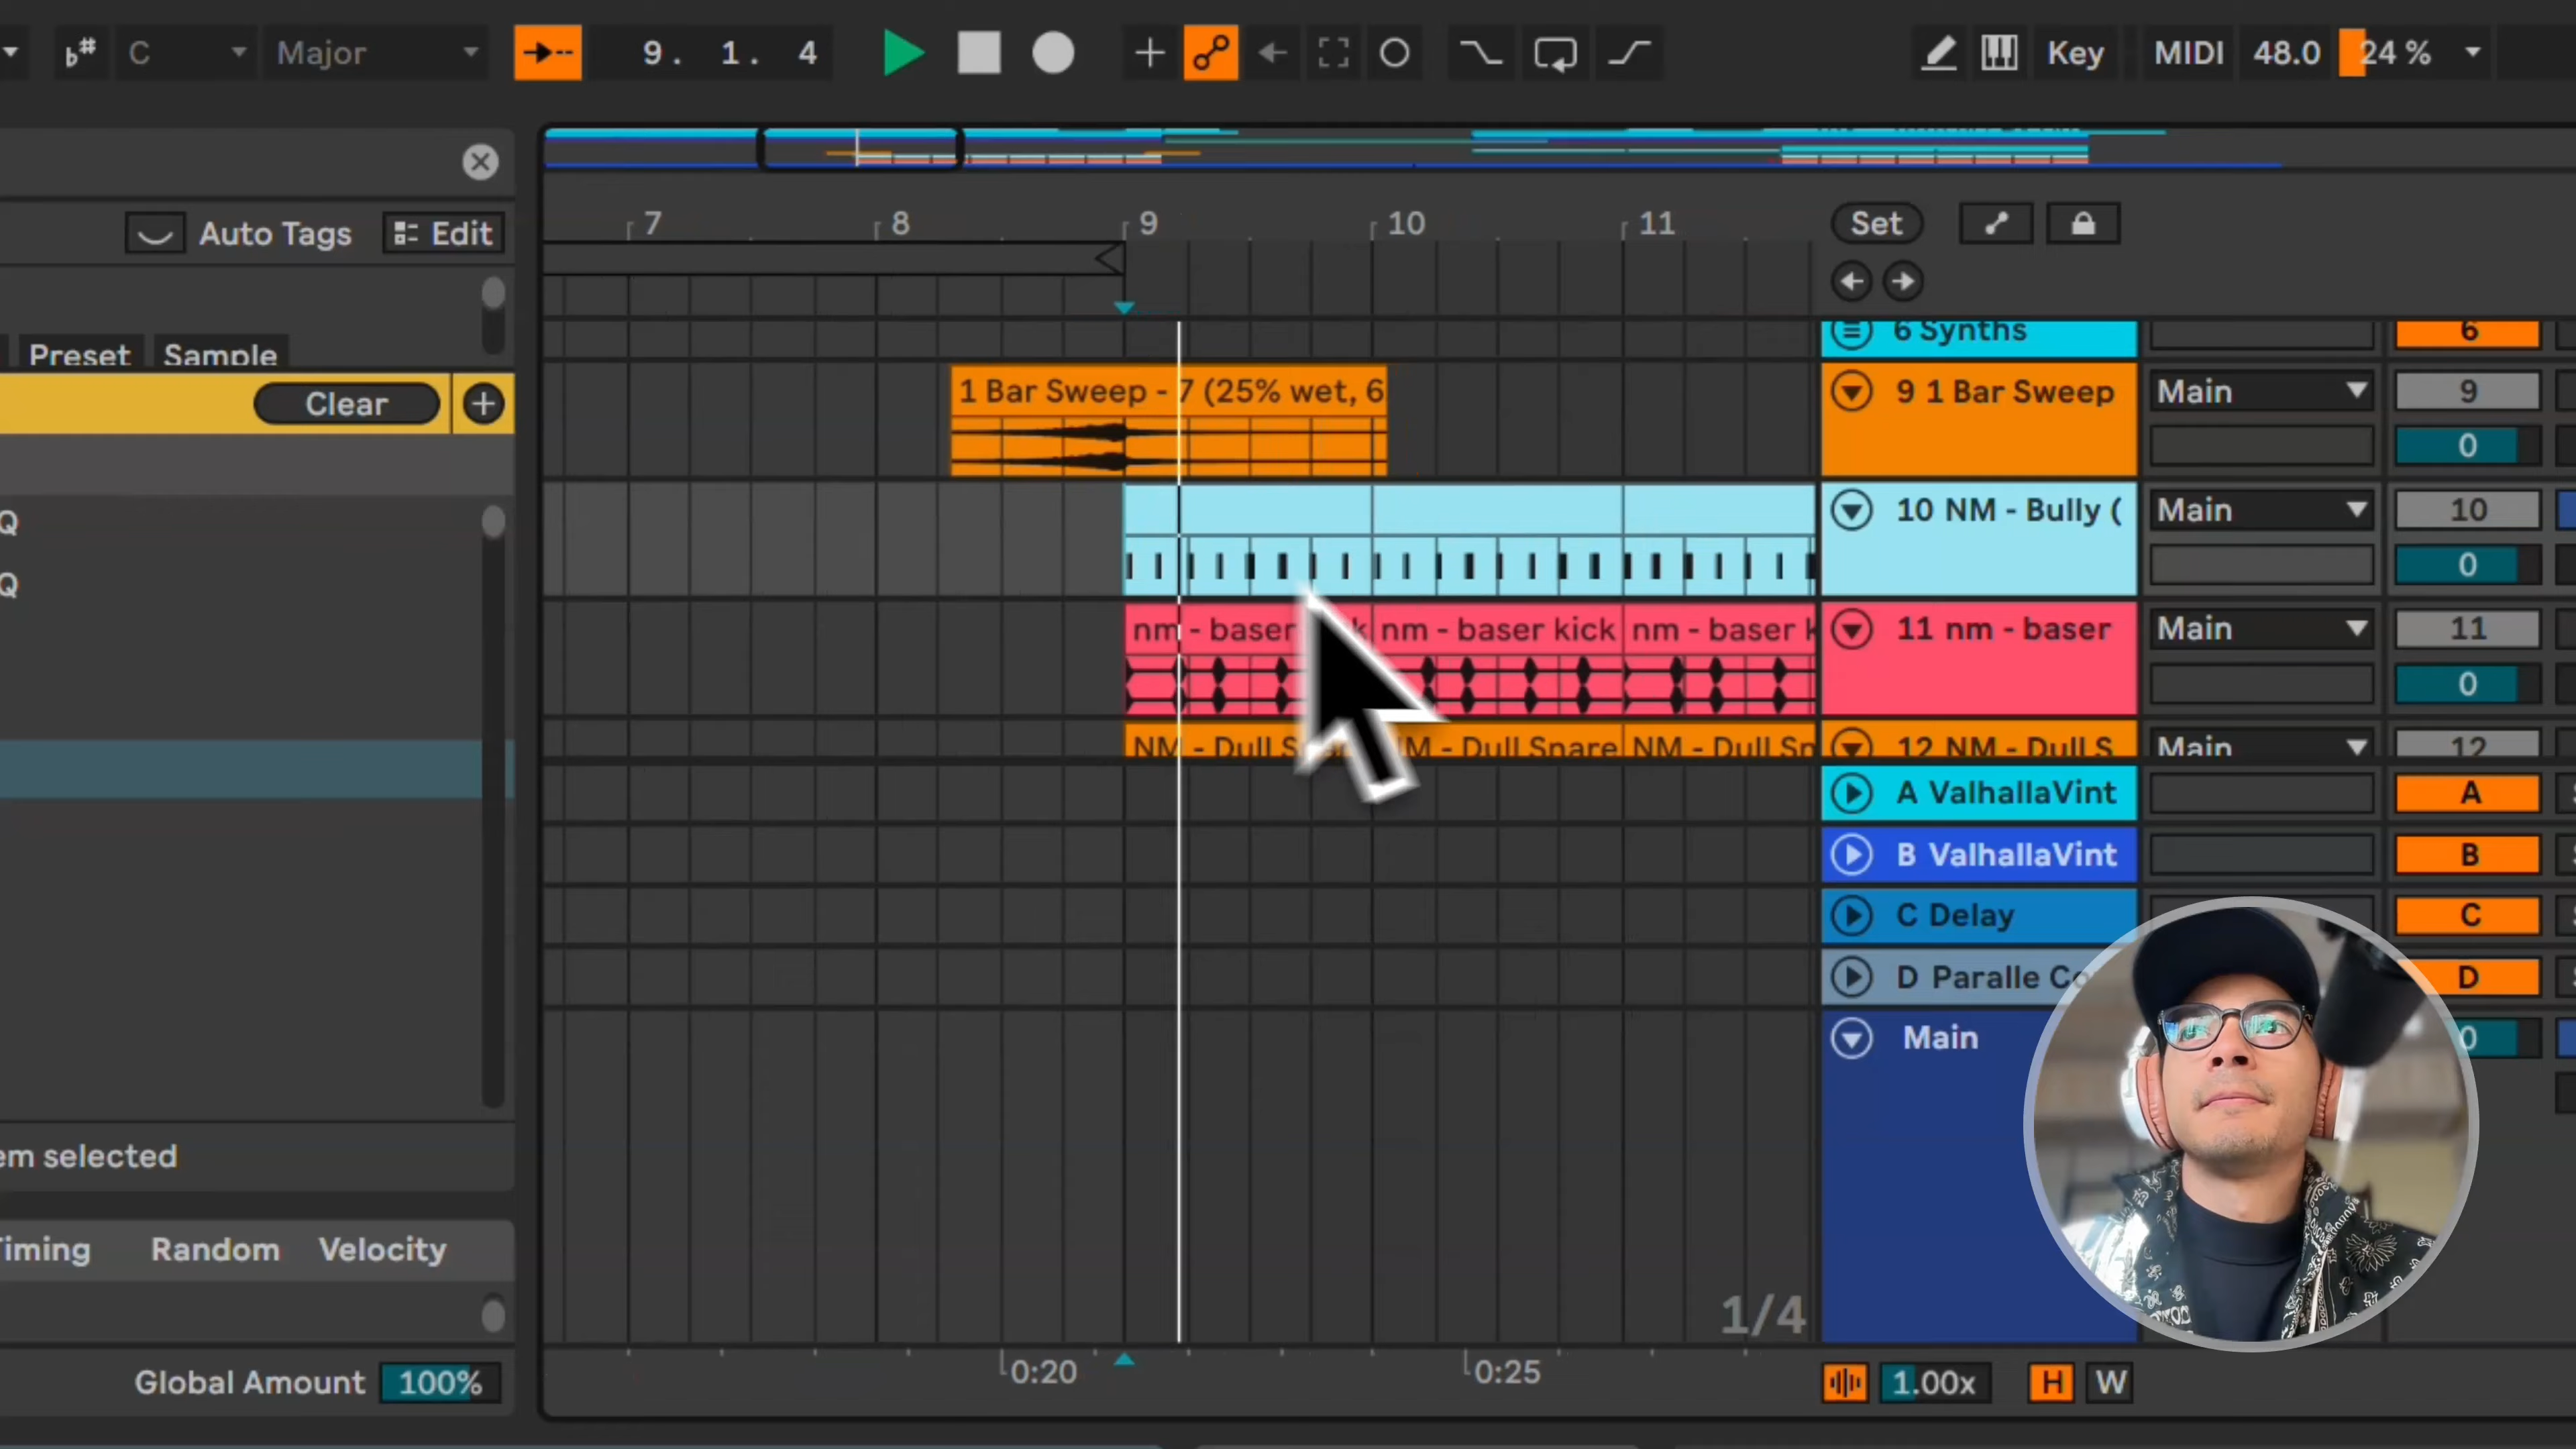 C Major 9. 1. 4 Key MIDI 48.0 24 %
7 8 9 10 11 Set
Auto Tags Edit
Preset Sample
Clear
6 Synths 6
1 Bar Sweep - 7 (25% wet, 6 9 1 Bar Sweep Main 9
0
10 NM - Bully ( Main 10
0
nm - baser k nm - baser kick nm - baser k 11 nm - baser Main 11
0
NM - Dull S M - Dull Snare NM - Dull Sn 12 NM - Dull S Main 12
A ValhallaVint A
B ValhallaVint B
C Delay C
D Paralle Co D
Main 0
em selected
Timing Random Velocity
1/4
0:20 0:25
Global Amount 100% 1.00x H W